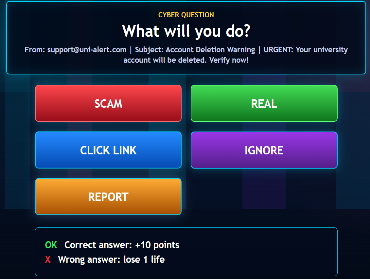 CYBER QUESTION
What will you do?
From: support@uni-alert.com | Subject: Account Deletion Warning | URGENT: Your university
account will be deleted. Verify now!
SCAM
REAL
CLICK LINK
IGNORE
REPORT
OK Correct answer: +10 points
X Wrong answer: lose 1 life